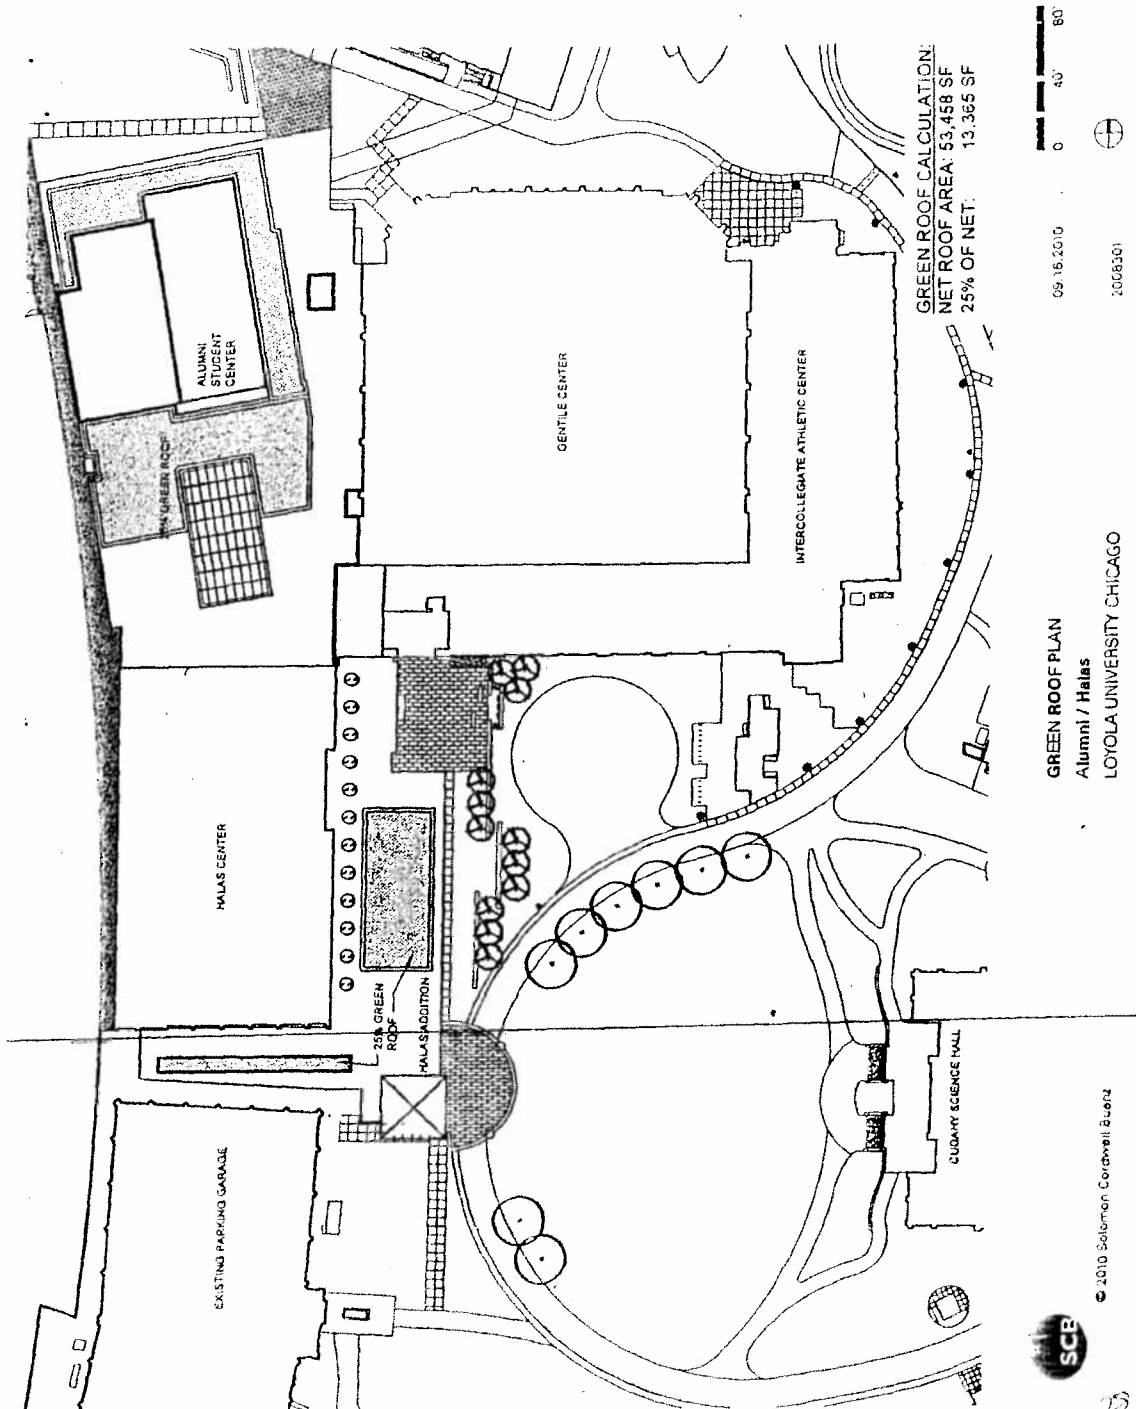 GREEN ROOF CALCULATION:
NET ROOF AREA: 53,458 SF
25% OF NET: 13,365 SF
ALUMNI
STUDENT
CENTER
GREEN ROOF
GENTILE CENTER
INTERCOLLEGIATE ATHLETIC CENTER
HALAS CENTER
25% GREEN
ROOF
HALAS ADDITION
EXISTING PARKING GARAGE
CUDAHY SCIENCE HALL
GREEN ROOF PLAN
Alumni / Halas
LOYOLA UNIVERSITY CHICAGO
09.16.2010
2008301
0 40' 80'
SCB
© 2010 Solomon Cordwell Buenz